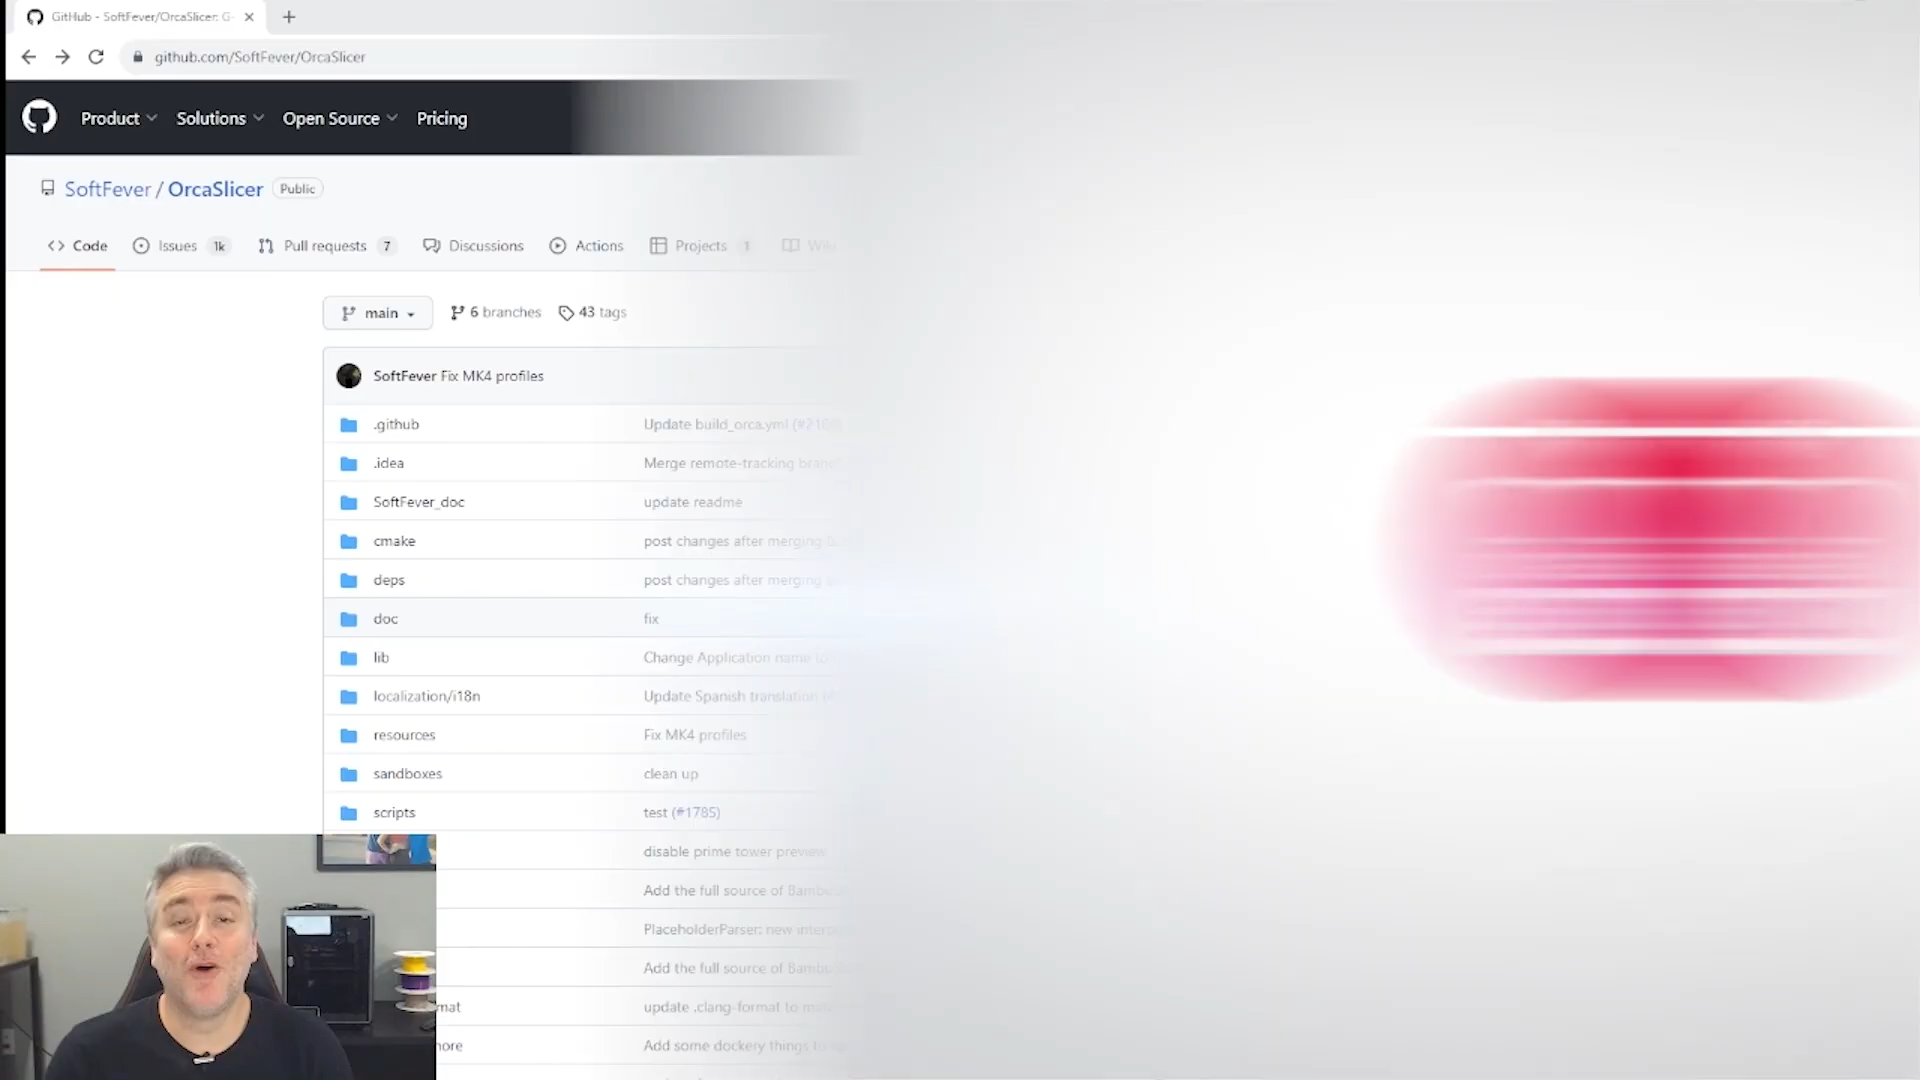 GitHub - SoftFever/OrcaSlicer: G-
github.com/SoftFever/OrcaSlicer
Product Solutions Open Source Pricing
SoftFever / OrcaSlicer Public
Code Issues 1k Pull requests 7 Discussions Actions Projects 1 Wiki
main 6 branches 43 tags
SoftFever Fix MK4 profiles
.github Update build_orca.yml
.idea Merge remote-tracking
SoftFever_doc update readme
cmake post changes after merging
deps post changes after merging
doc fix
lib Change Application name to
localization/i18n Update Spanish translation
resources Fix MK4 profiles
sandboxes clean up
scripts test (#1785)
disable prime tower preview
Add the full source of
PlaceholderParser: new
Add the full source of
mat update .clang-format to
nore Add some dockery things to